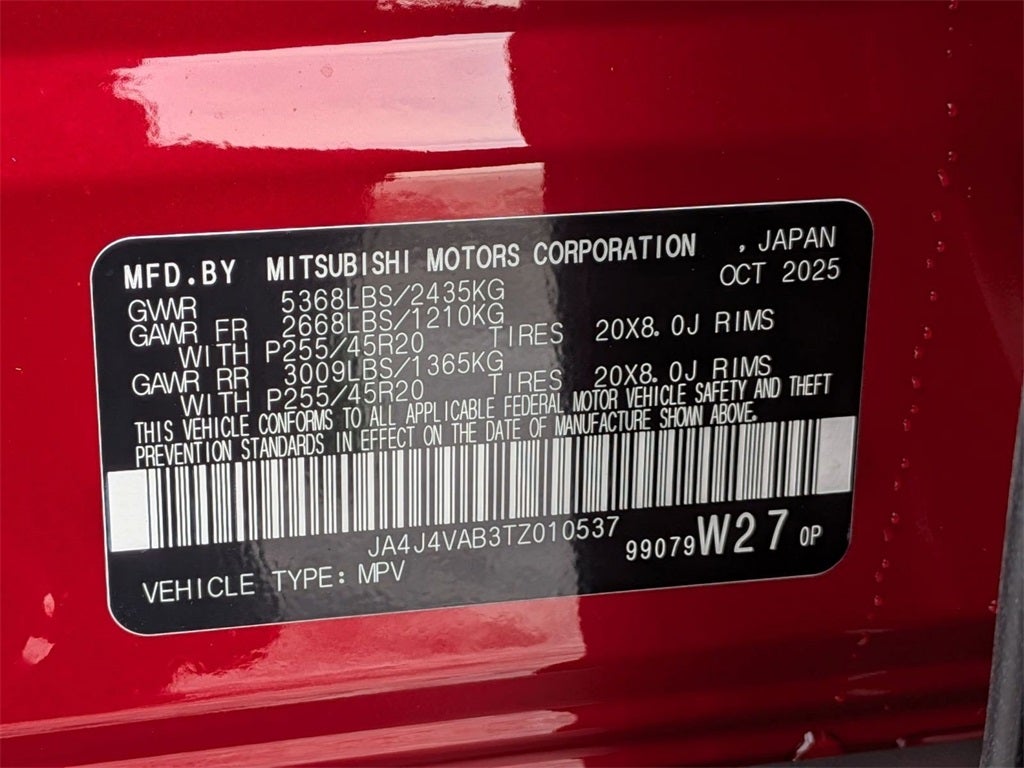 MFD.BY MITSUBISHI MOTORS CORPORATION , JAPAN
OCT 2025
GWWR 5368LBS/2435KG
GAWR FR 2668LBS/1210KG
WITH P255/45R20 TIRES 20X8.0J RIMS
GAWR RR 3009LBS/1365KG
WITH P255/45R20 TIRES 20X8.0J RIMS
THIS VEHICLE CONFORMS TO ALL APPLICABLE FEDERAL MOTOR VEHICLE SAFETY AND THEFT
PREVENTION STANDARDS IN EFFECT ON THE DATE OF MANUFACTURE SHOWN ABOVE.
JA4J4VAB3TZ010537
99079 W27 0P
VEHICLE TYPE: MPV